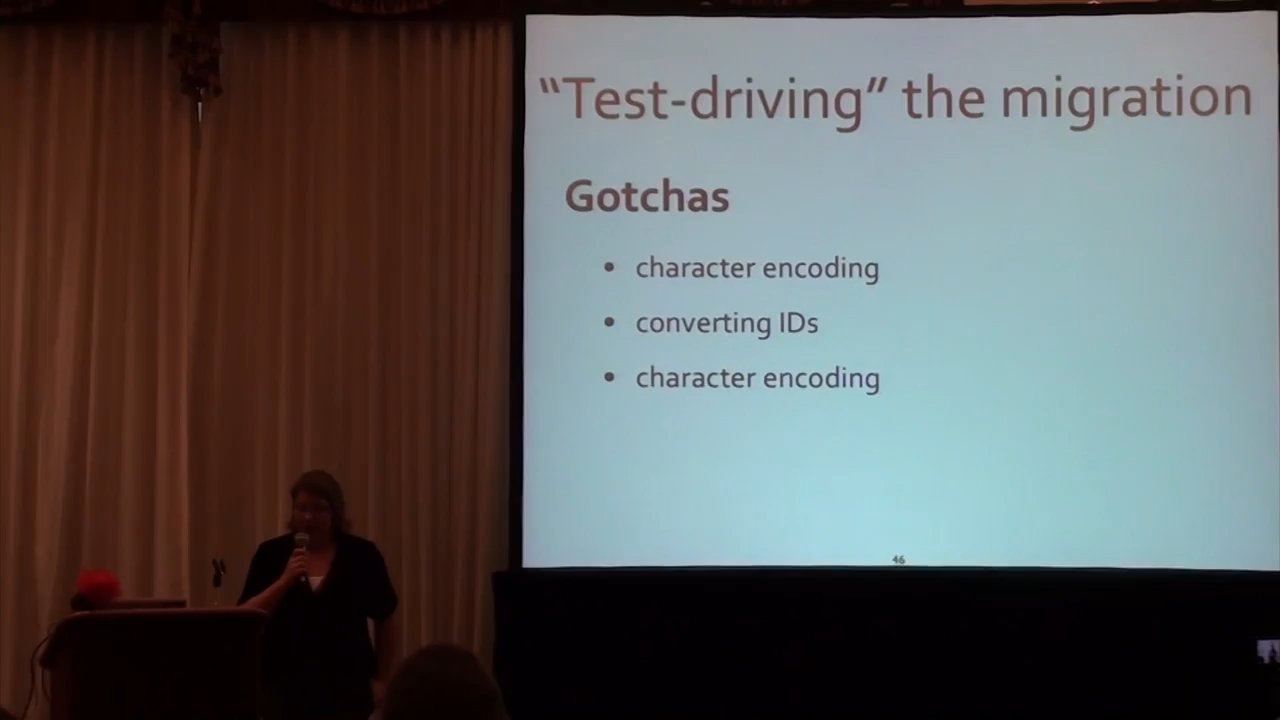 “Test-driving” the migration
Gotchas
• character encoding
• converting IDs
• character encoding
46